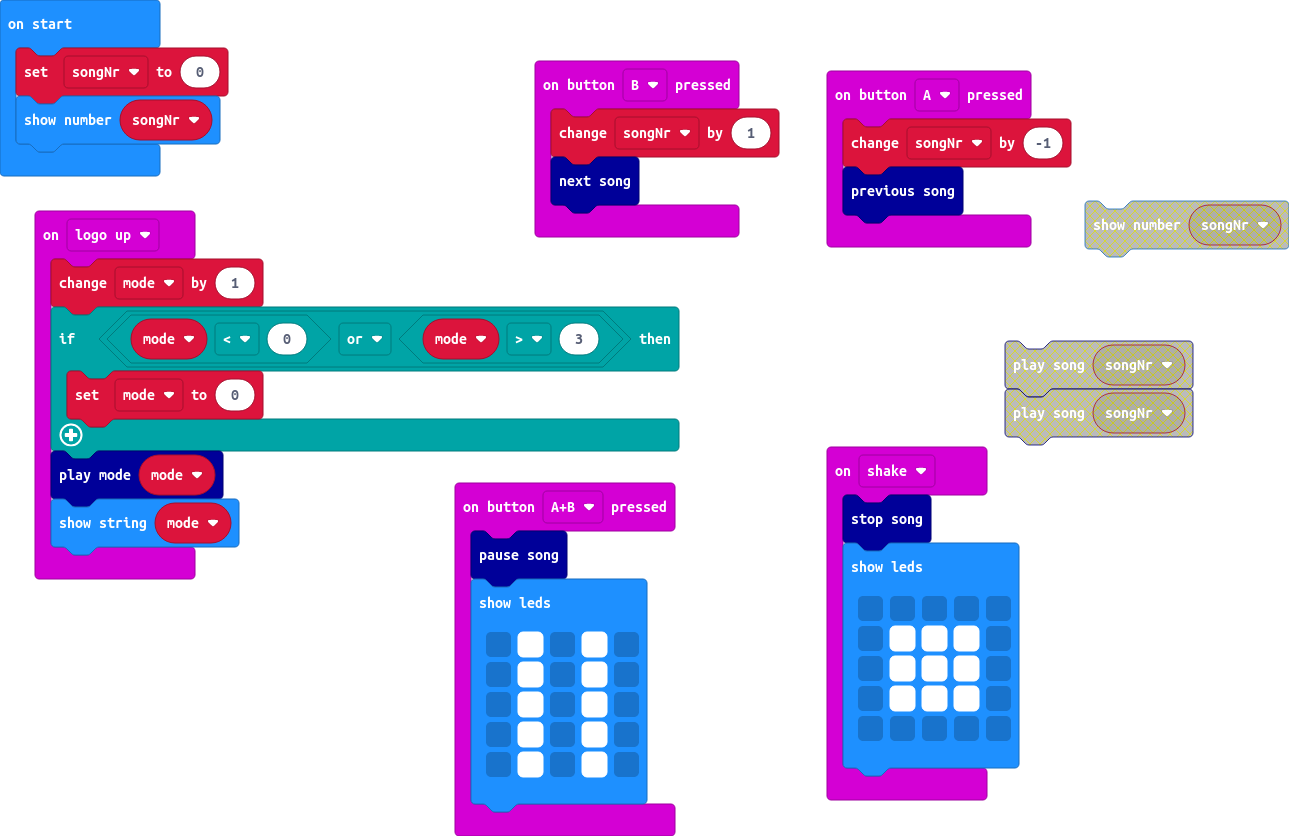 on start
set songNr to 0
show number songNr
on button B pressed
change songNr by 1
next song
on button A pressed
change songNr by -1
previous song
show number songNr
on logo up
change mode by 1
if mode < 0 or mode > 3 then
set mode to 0
play mode mode
show string mode
play song songNr
play song songNr
on button A+B pressed
pause song
show leds
on shake
stop song
show leds